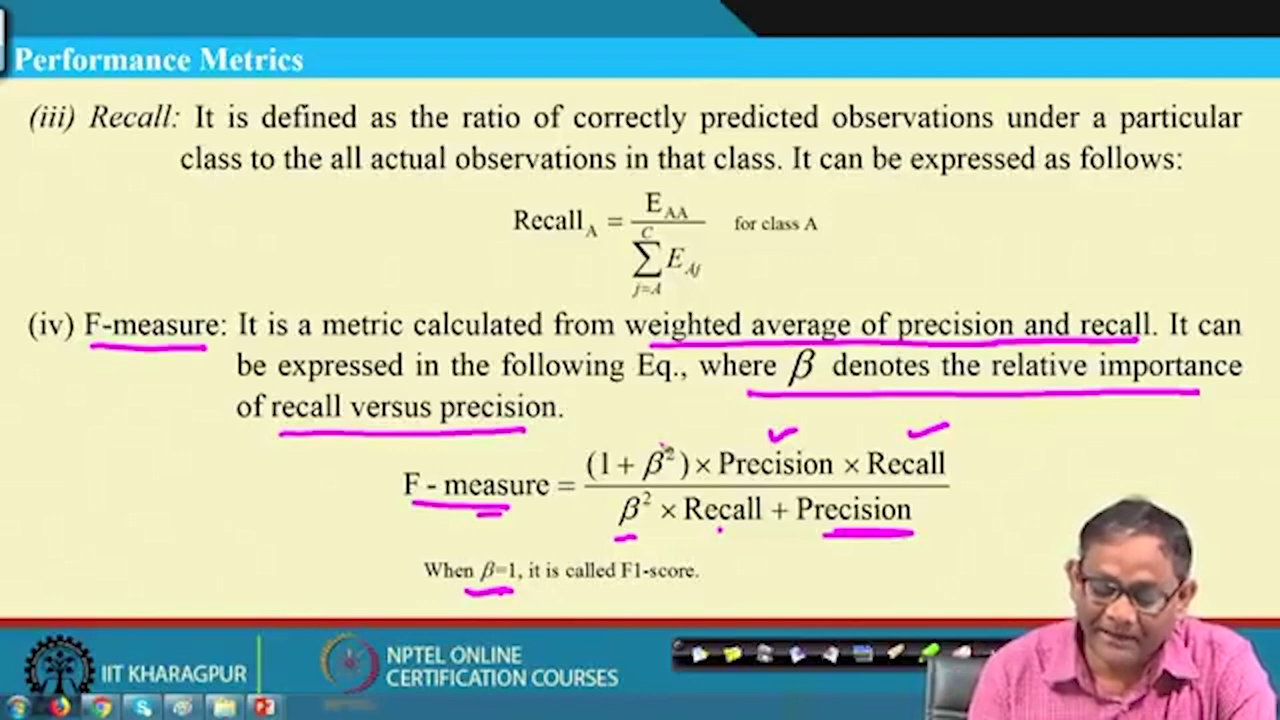 Performance Metrics
(iii) Recall: It is defined as the ratio of correctly predicted observations under a particular
class to the all actual observations in that class. It can be expressed as follows:
Recall_A = E_AA / ∑_{j=A}^{C} E_Aj for class A
(iv) F-measure: It is a metric calculated from weighted average of precision and recall. It can
be expressed in the following Eq., where β denotes the relative importance
of recall versus precision.
F - measure = (1 + β²) × Precision × Recall / β² × Recall + Precision
When β=1, it is called F1-score.
IIT KHARAGPUR
NPTEL ONLINE
CERTIFICATION COURSES